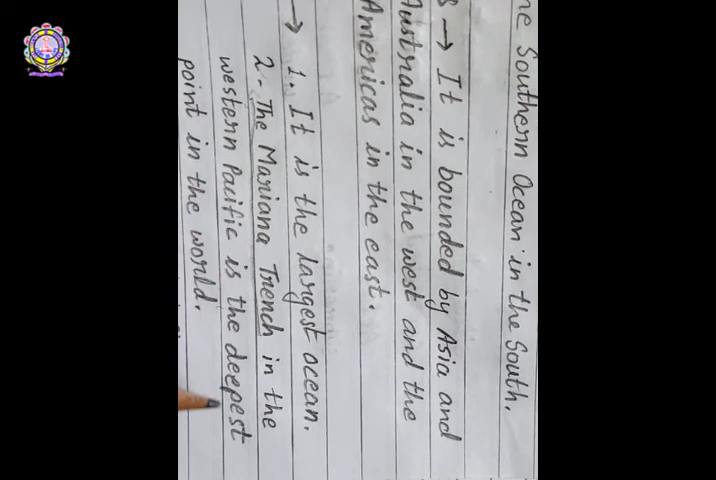 he Southern Ocean in the South.
s → It is bounded by Asia and
Australia in the west and the
Americas in the east.
→ 1. It is the largest ocean.
2. The Mariana Trench in the
western Pacific is the deepest
point in the world.